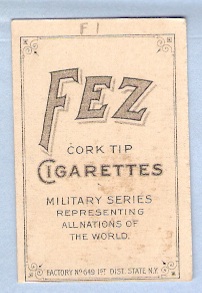 F1
FEZ
CORK TIP
CIGARETTES
MILITARY SERIES
REPRESENTING
ALL NATIONS OF
THE WORLD.
FACTORY Nº 649 1ST DIST. STATE N.Y.